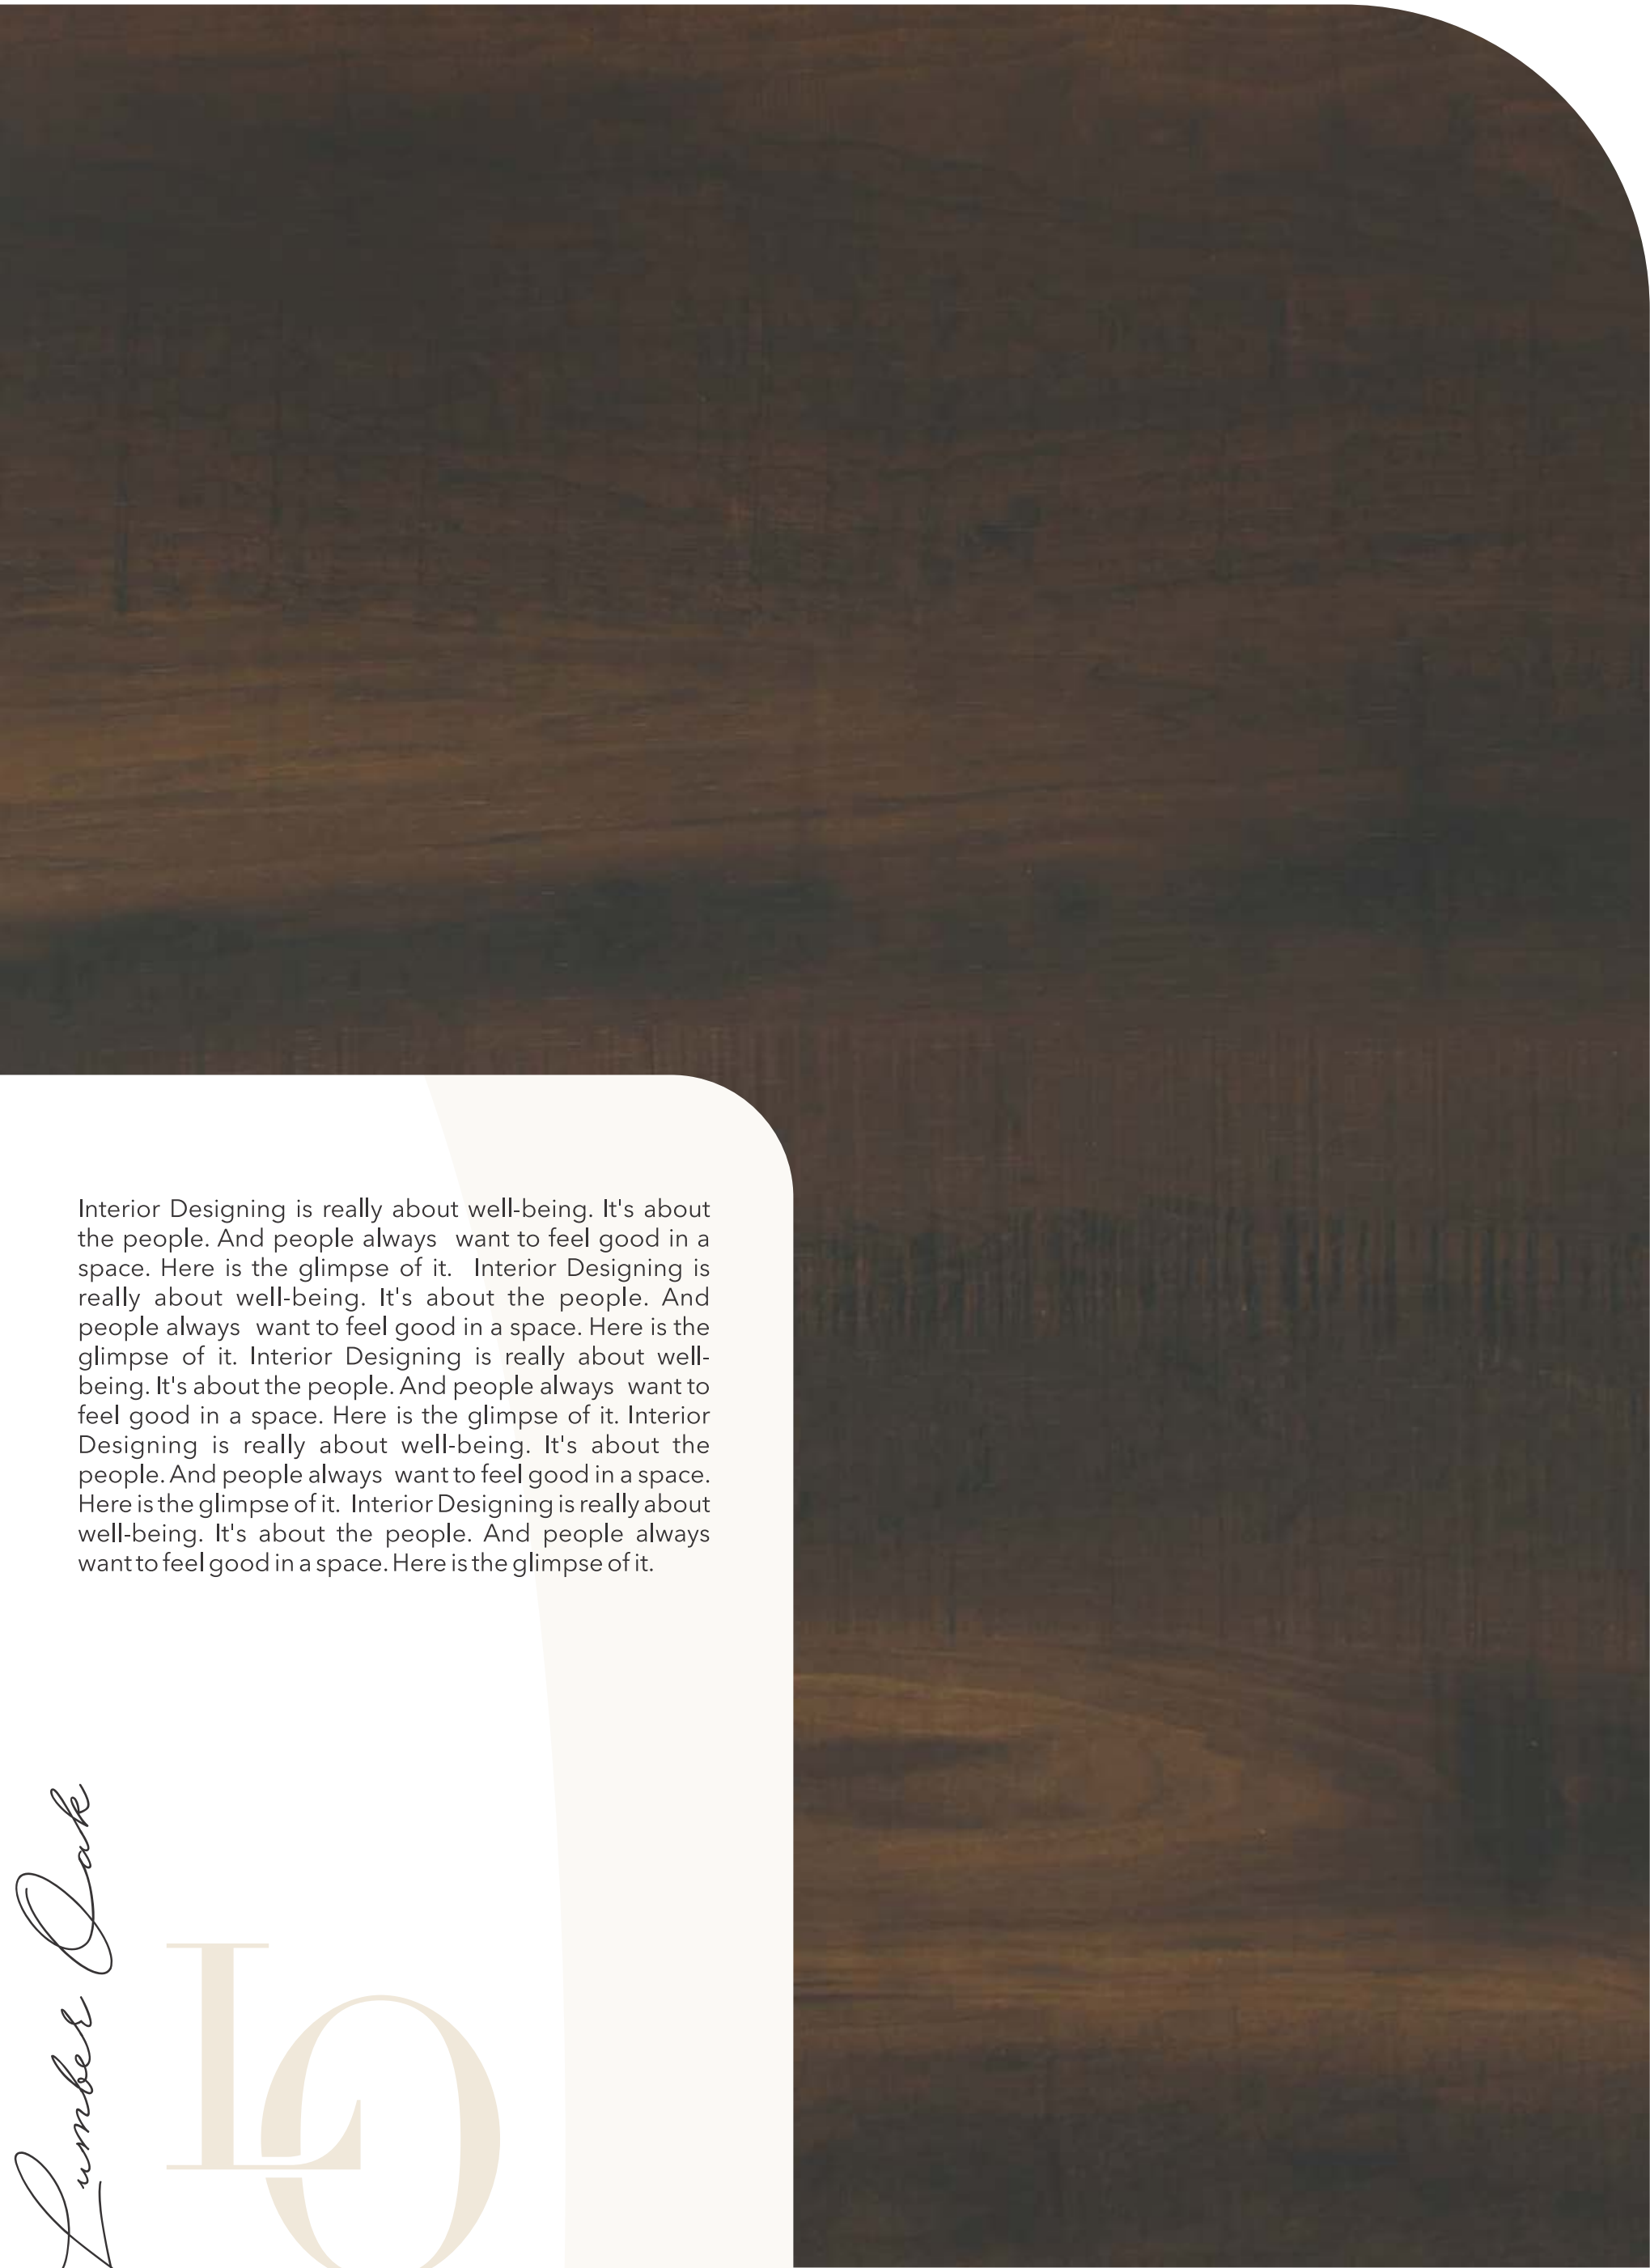 Interior Designing is really about well-being. It's about
the people. And people always  want to feel good in a
space. Here is the glimpse of it.  Interior Designing is
really about well-being. It's about the people. And
people always  want to feel good in a space. Here is the
glimpse of it. Interior Designing is really about well-
being. It's about the people. And people always  want to
feel good in a space. Here is the glimpse of it. Interior
Designing is really about well-being. It's about the
people. And people always  want to feel good in a space.
Here is the glimpse of it.  Interior Designing is really about
well-being. It's about the people. And people always
want to feel good in a space. Here is the glimpse of it.
Lumber Oak
LO